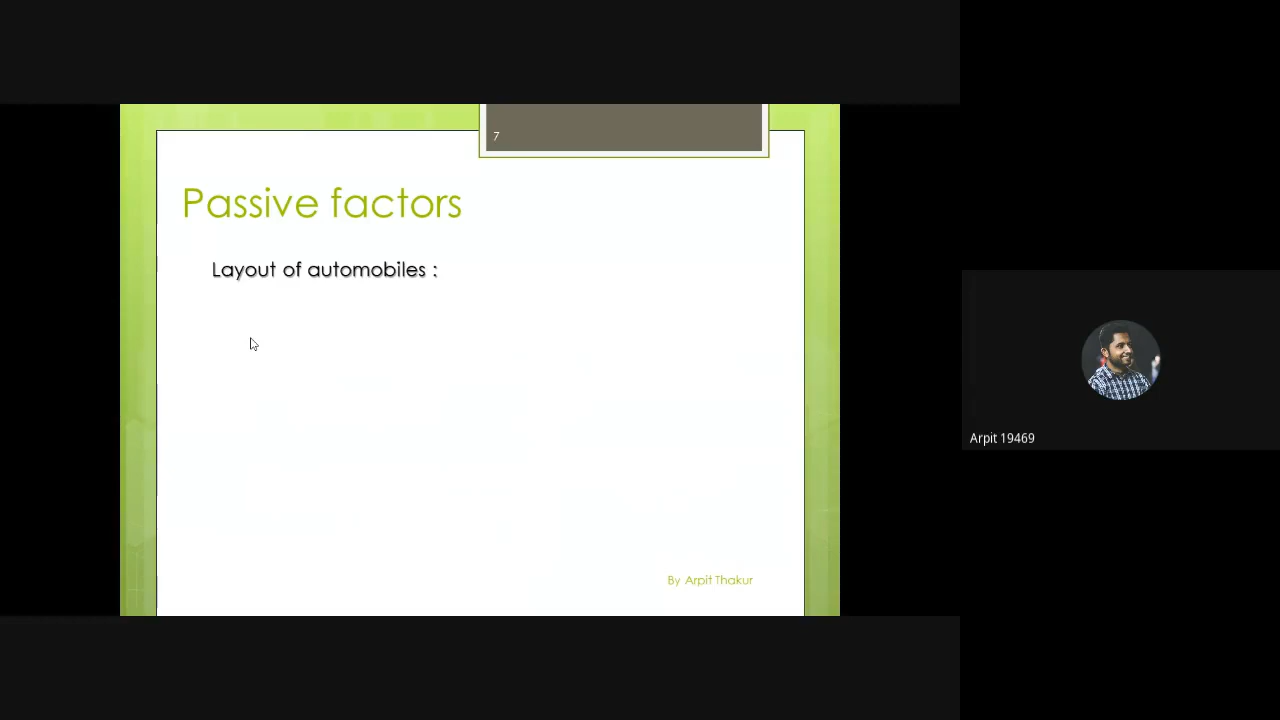 7
Passive factors
Layout of automobiles :
By Arpit Thakur
Arpit 19469